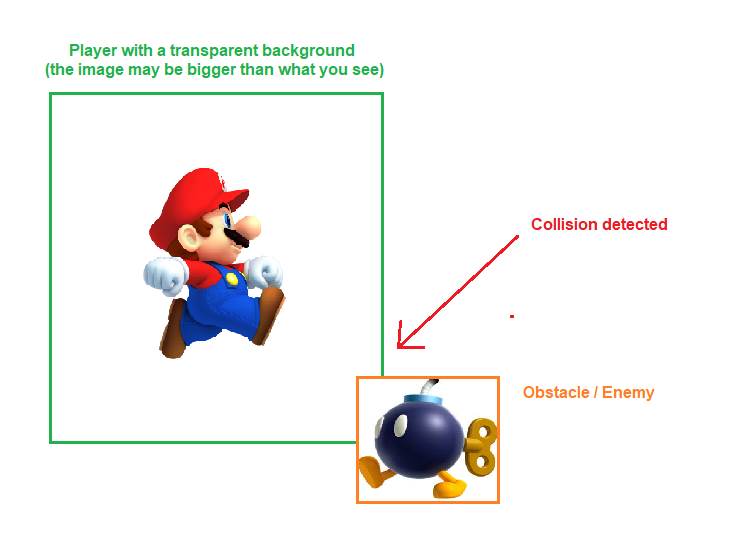 Player with a transparent background
(the image may be bigger than what you see)
Collision detected
Obstacle / Enemy